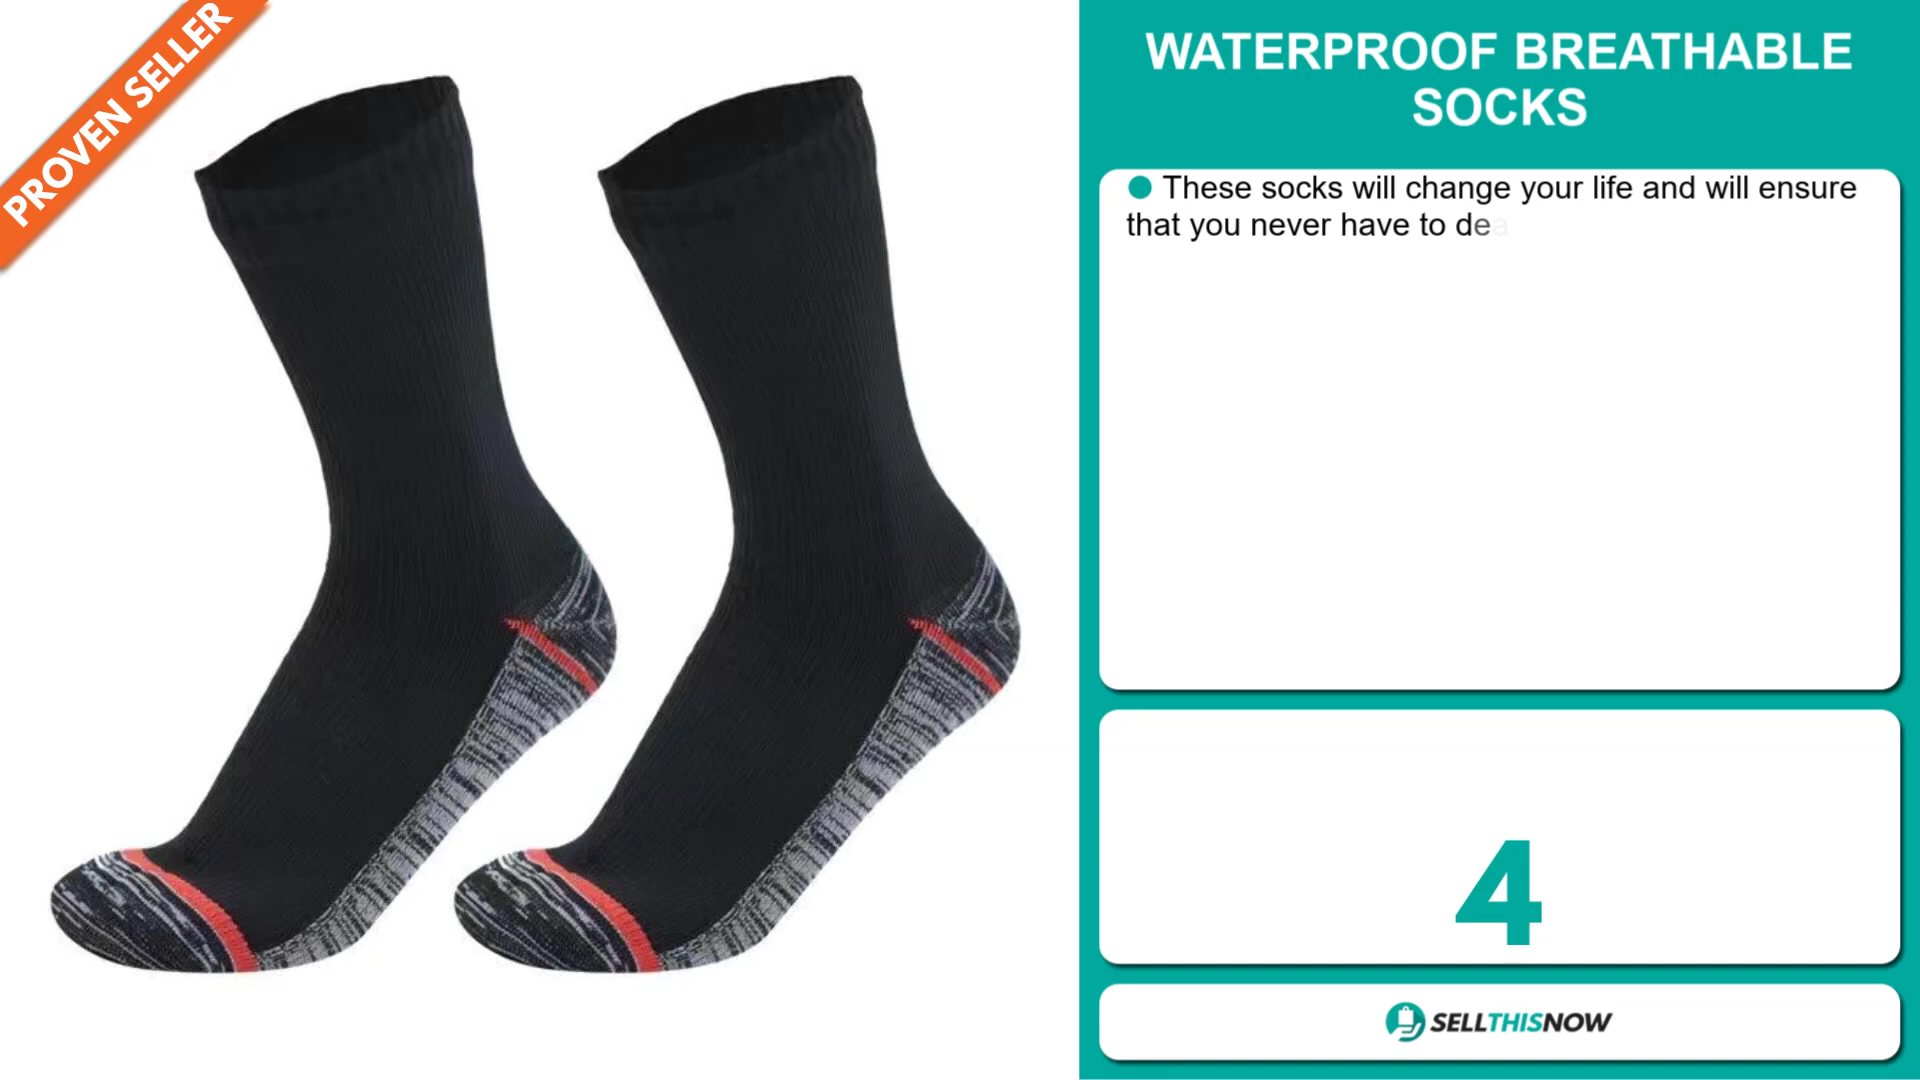 PROVEN SELLER
WATERPROOF BREATHABLE
SOCKS
● These socks will change your life and will ensure
that you never have to dea
4
SELLTHISNOW